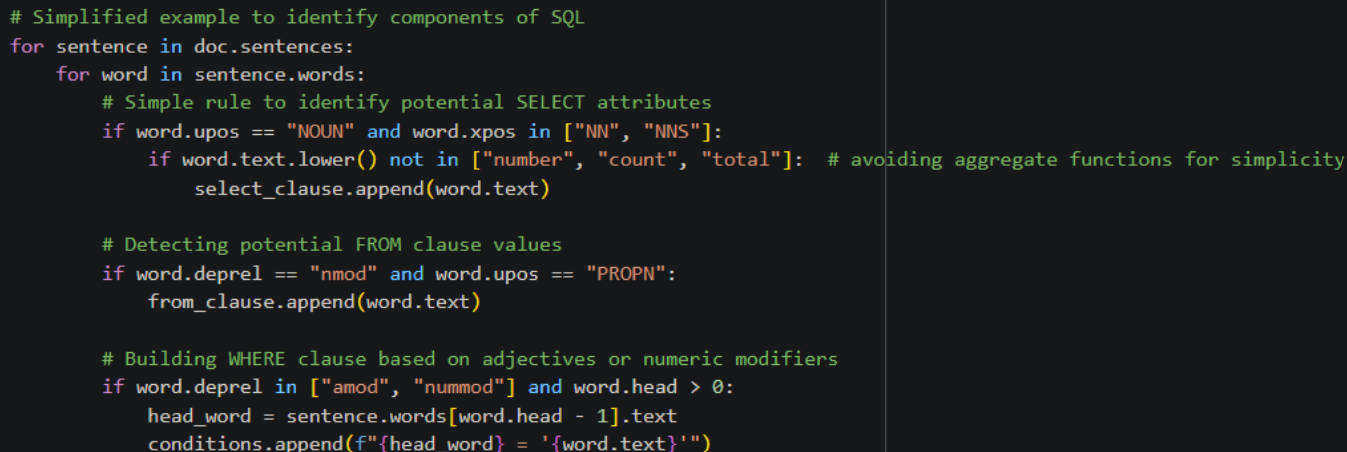 # Simplified example to identify components of SQL
for sentence in doc.sentences:
    for word in sentence.words:
        # Simple rule to identify potential SELECT attributes
        if word.upos == "NOUN" and word.xpos in ["NN", "NNS"]:
            if word.text.lower() not in ["number", "count", "total"]:  # avoiding aggregate functions for simplicity
                select_clause.append(word.text)

        # Detecting potential FROM clause values
        if word.deprel == "nmod" and word.upos == "PROPN":
            from_clause.append(word.text)

        # Building WHERE clause based on adjectives or numeric modifiers
        if word.deprel in ["amod", "nummod"] and word.head > 0:
            head_word = sentence.words[word.head - 1].text
            conditions.append(f"{head_word} = '{word.text}'")